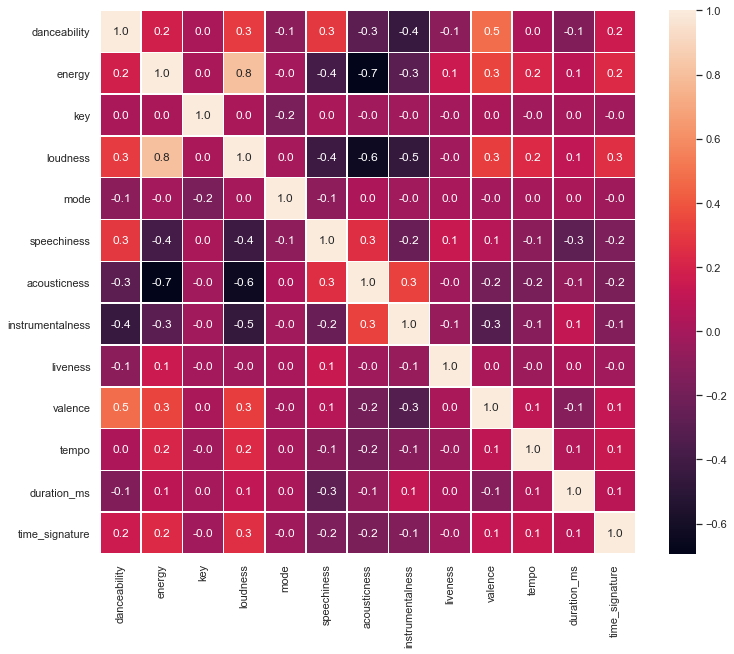 danceability 1.0 0.2 0.0 0.3 -0.1 0.3 -0.3 -0.4 -0.1 0.5 0.0 -0.1 0.2
energy 0.2 1.0 0.0 0.8 -0.0 -0.4 -0.7 -0.3 0.1 0.3 0.2 0.1 0.2
key 0.0 0.0 1.0 0.0 -0.2 0.0 -0.0 -0.0 -0.0 0.0 -0.0 0.0 -0.0
loudness 0.3 0.8 0.0 1.0 0.0 -0.4 -0.6 -0.5 -0.0 0.3 0.2 0.1 0.3
mode -0.1 -0.0 -0.2 0.0 1.0 -0.1 0.0 -0.0 0.0 -0.0 0.0 0.0 -0.0
speechiness 0.3 -0.4 0.0 -0.4 -0.1 1.0 0.3 -0.2 0.1 0.1 -0.1 -0.3 -0.2
acousticness -0.3 -0.7 -0.0 -0.6 0.0 0.3 1.0 0.3 -0.0 -0.2 -0.2 -0.1 -0.2
instrumentalness -0.4 -0.3 -0.0 -0.5 -0.0 -0.2 0.3 1.0 -0.1 -0.3 -0.1 0.1 -0.1
liveness -0.1 0.1 -0.0 -0.0 0.0 0.1 -0.0 -0.1 1.0 0.0 -0.0 0.0 -0.0
valence 0.5 0.3 0.0 0.3 -0.0 0.1 -0.2 -0.3 0.0 1.0 0.1 -0.1 0.1
tempo 0.0 0.2 -0.0 0.2 0.0 -0.1 -0.2 -0.1 -0.0 0.1 1.0 0.1 0.1
duration_ms -0.1 0.1 0.0 0.1 0.0 -0.3 -0.1 0.1 0.0 -0.1 0.1 1.0 0.1
time_signature 0.2 0.2 -0.0 0.3 -0.0 -0.2 -0.2 -0.1 -0.0 0.1 0.1 0.1 1.0
danceability energy key loudness mode speechiness acousticness instrumentalness liveness valence tempo duration_ms time_signature
1.0
0.8
0.6
0.4
0.2
0.0
−0.2
−0.4
−0.6